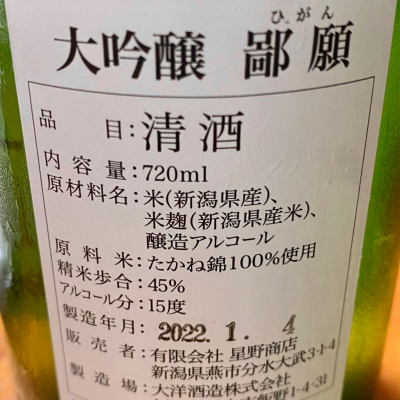 ひがん
大吟醸 鄙願
品目:清酒
内容量:720ml
原材料名:米(新潟県産)、
米麹(新潟県産米)、
醸造アルコール
原料米:たかね錦100%使用
精米歩合:45%
アルコール分:15度
製造年月:2022.1.4
販売者:有限会社 星野商店
新潟県燕市分水大武3-1-4
製造場:大洋酒造株式会社
飯野1-4-31